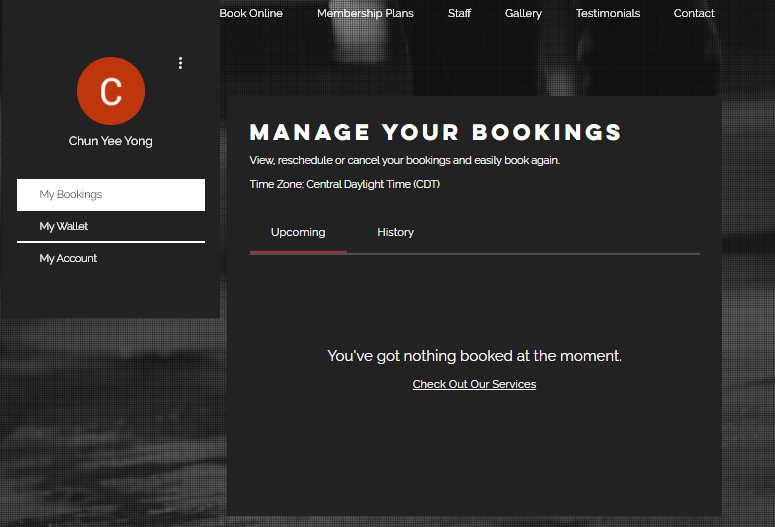 Book Online Membership Plans Staff Gallery Testimonials Contact
C
Chun Yee Yong
My Bookings
My Wallet
My Account
MANAGE YOUR BOOKINGS
View, reschedule or cancel your bookings and easily book again.
Time Zone: Central Daylight Time (CDT)
Upcoming History
You've got nothing booked at the moment.
Check Out Our Services